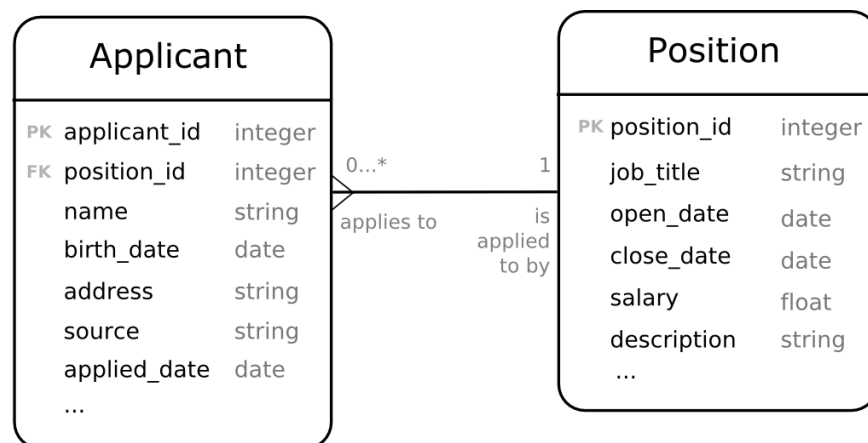 Applicant
PK applicant_id integer
FK position_id integer
name string
birth_date date
address string
source string
applied_date date
...
0...*
applies to
1
is
applied
to by
Position
PK position_id integer
job_title string
open_date date
close_date date
salary float
description string
...